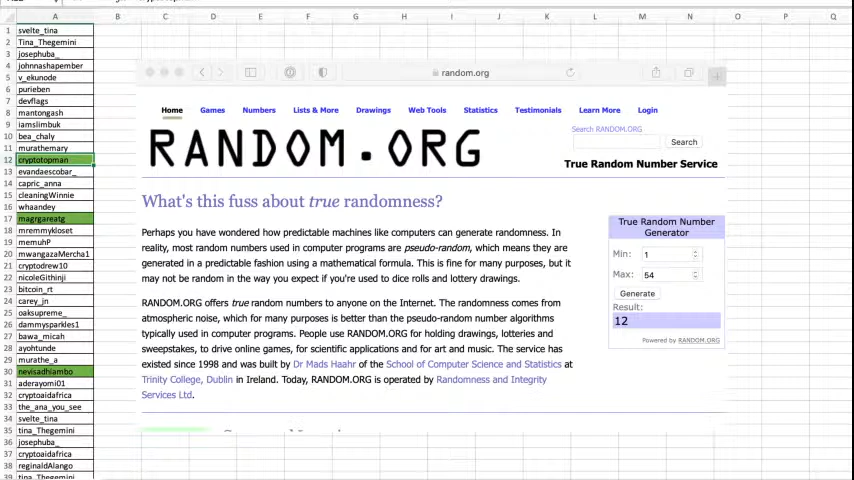 A B C D E F G H I J K L M N O P Q
1 svelte_tina
2 Tina_Thegemini
3 josephuba_
4 johnnashapember
5 v_ekunode
6 purieben
7 devflags
8 mantongash
9 iamslimbuk
10 bea_chaly
11 murathemary
12 cryptotopman
13 evandaescobar_
14 capric_anna
15 cleaningWinnie
16 whaandey
17 magrgareatg
18 mremmykloset
19 memuhP
20 mwangazaMercha1
21 cryptodrew10
22 nicoleGithinji
23 bitcoin_rt
24 carey_jn
25 oaksupreme_
26 dammysparkles1
27 bawa_micah
28 ayohtunde
29 murathe_a
30 nevisadhiambo
31 aderayomi01
32 cryptoaidafrica
33 the_ana_you_see
34 svelte_tina
35 tina_Thegemini
36 josephuba_
37 cryptoaidafrica
38 reginaldAlango
39 tina_Thegemini
random.org
Home Games Numbers Lists & More Drawings Web Tools Statistics Testimonials Learn More Login
RANDOM.ORG
Search RANDOM.ORG
Search
True Random Number Service
What's this fuss about true randomness?
Perhaps you have wondered how predictable machines like computers can generate randomness. In
reality, most random numbers used in computer programs are pseudo-random, which means they are
generated in a predictable fashion using a mathematical formula. This is fine for many purposes, but it
may not be random in the way you expect if you're used to dice rolls and lottery drawings.
RANDOM.ORG offers true random numbers to anyone on the Internet. The randomness comes from
atmospheric noise, which for many purposes is better than the pseudo-random number algorithms
typically used in computer programs. People use RANDOM.ORG for holding drawings, lotteries and
sweepstakes, to drive online games, for scientific applications and for art and music. The service has
existed since 1998 and was built by Dr Mads Haahr of the School of Computer Science and Statistics at
Trinity College, Dublin in Ireland. Today, RANDOM.ORG is operated by Randomness and Integrity
Services Ltd.
True Random Number
Generator
Min: 1
Max: 54
Generate
Result:
12
Powered by RANDOM.ORG